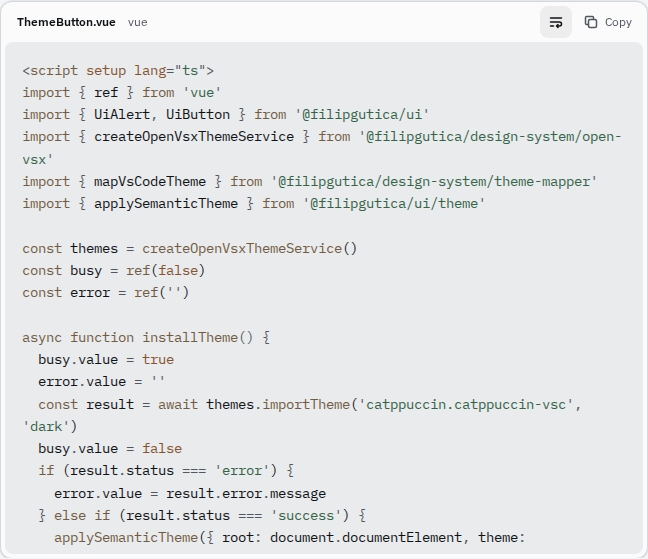 ThemeButton.vue vue Copy
<script setup lang="ts">
import { ref } from 'vue'
import { UiAlert, UiButton } from '@filipgutica/ui'
import { createOpenVsxThemeService } from '@filipgutica/design-system/open-
vsx'
import { mapVsCodeTheme } from '@filipgutica/design-system/theme-mapper'
import { applySemanticTheme } from '@filipgutica/ui/theme'

const themes = createOpenVsxThemeService()
const busy = ref(false)
const error = ref('')

async function installTheme() {
  busy.value = true
  error.value = ''
  const result = await themes.importTheme('catppuccin.catppuccin-vsc',
'dark')
  busy.value = false
  if (result.status === 'error') {
    error.value = result.error.message
  } else if (result.status === 'success') {
    applySemanticTheme({ root: document.documentElement, theme: